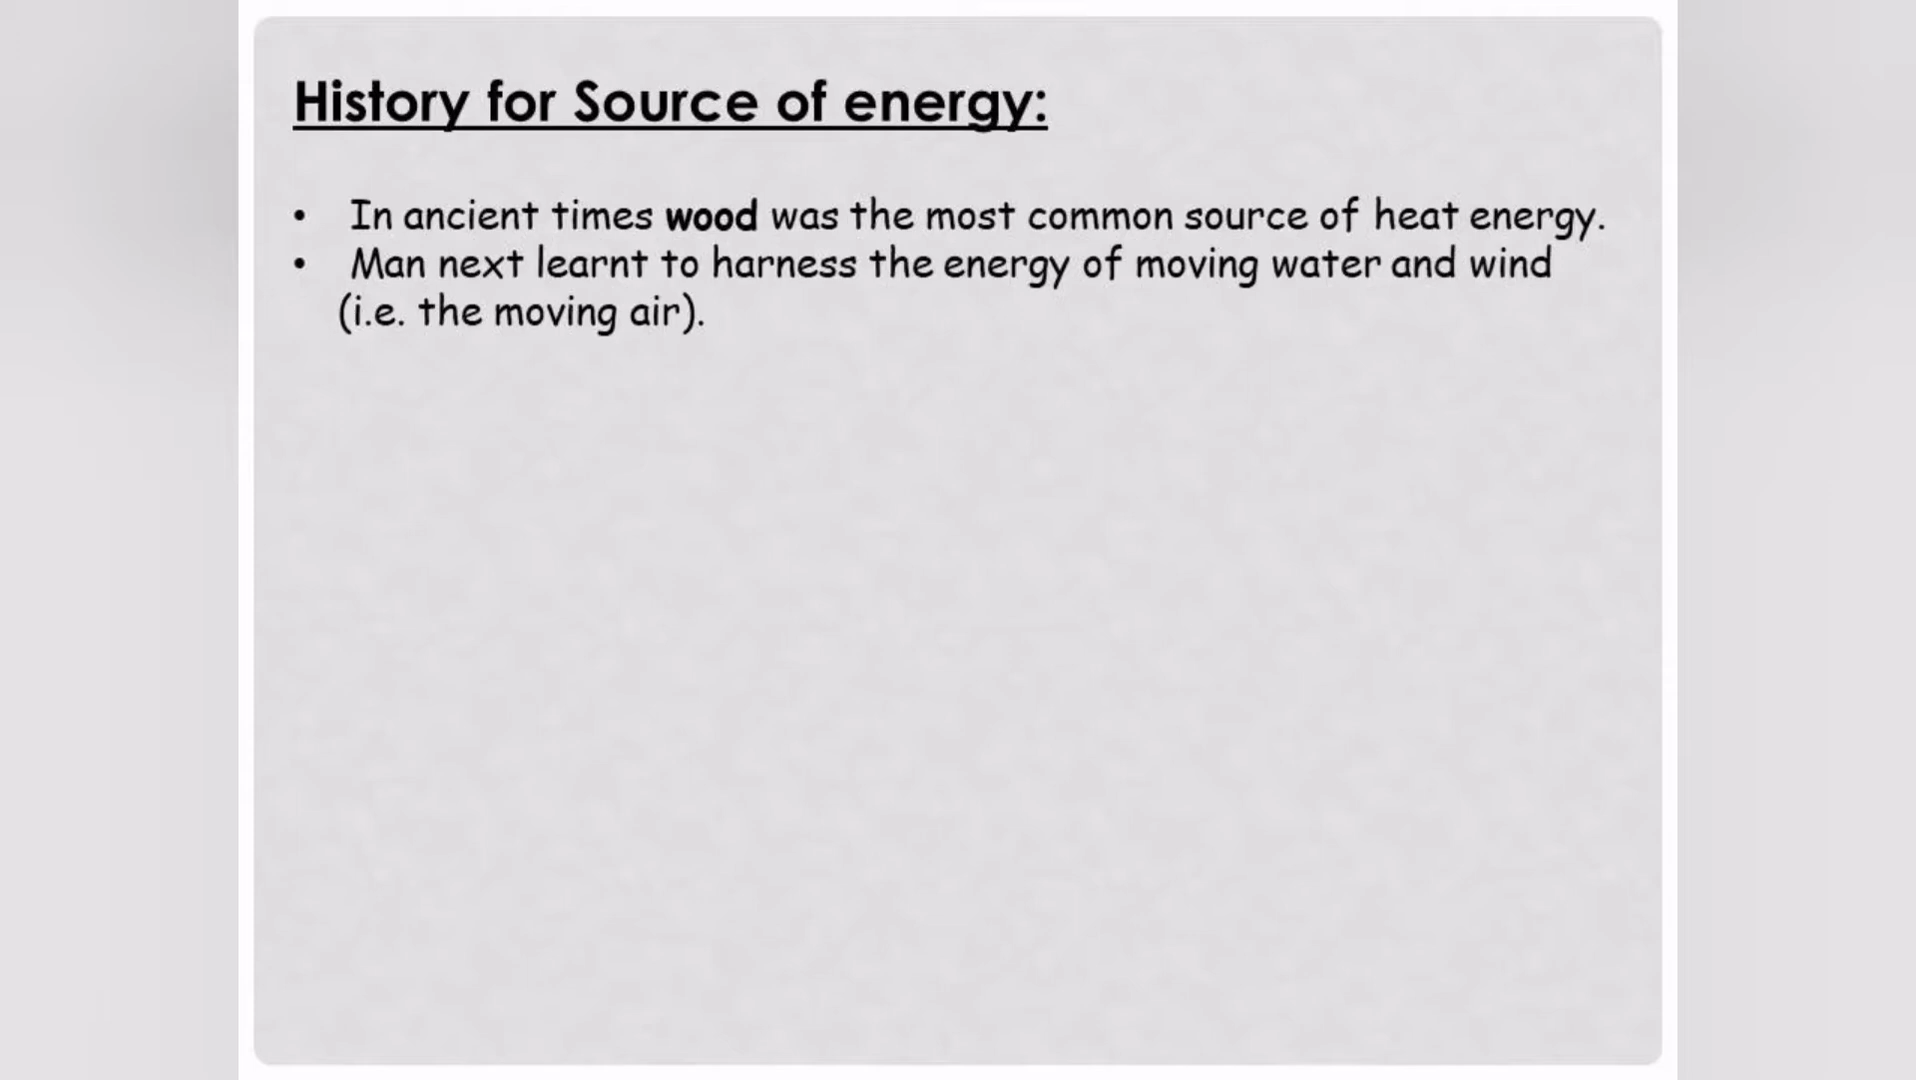 History for Source of energy:
• In ancient times wood was the most common source of heat energy.
• Man next learnt to harness the energy of moving water and wind
(i.e. the moving air).